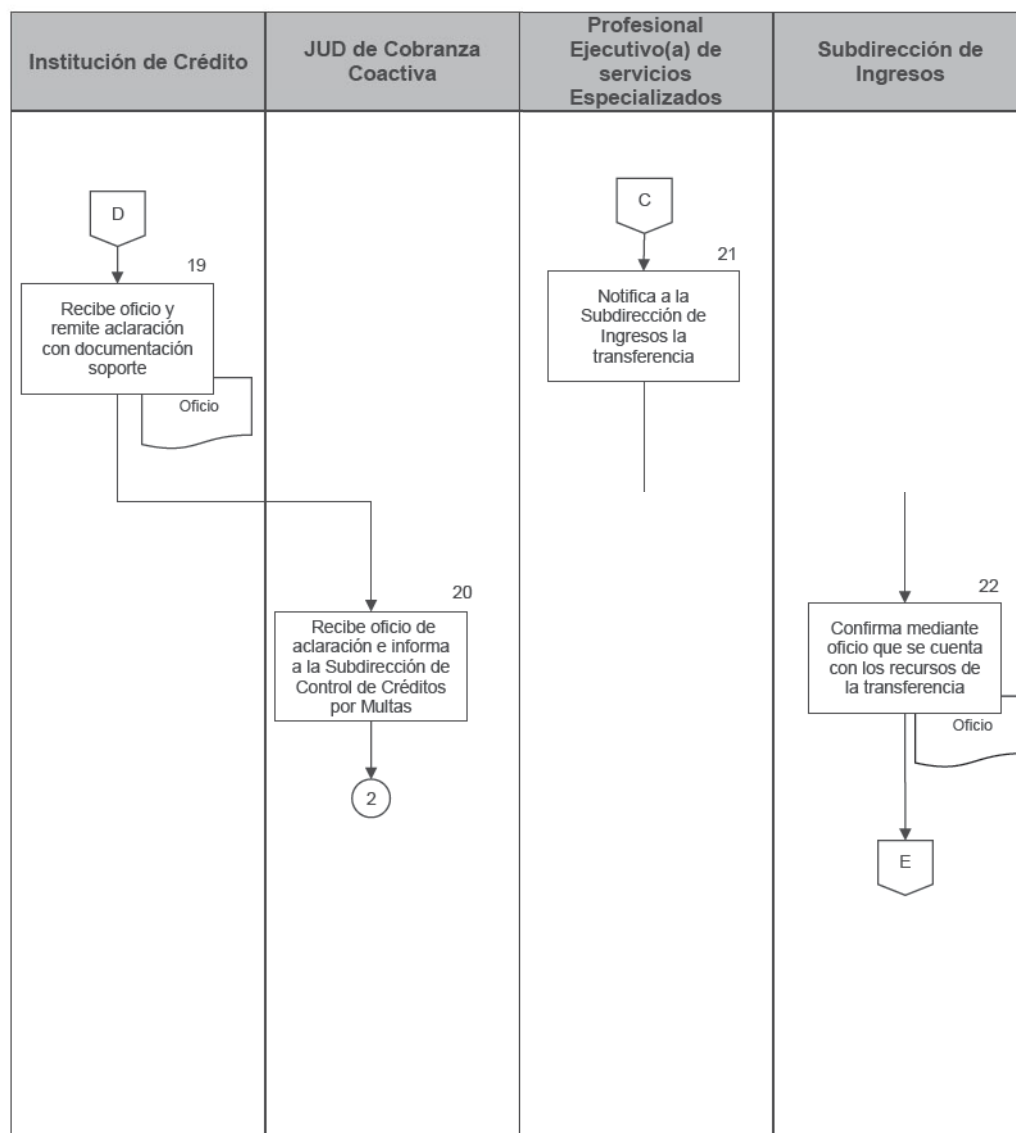 Institución de Crédito
JUD de Cobranza
Coactiva
Profesional
Ejecutivo(a) de
servicios
Especializados
Subdirección de
Ingresos
D
19
Recibe oficio y
remite aclaración
con documentación
soporte
Oficio
20
Recibe oficio de
aclaración e informa
a la Subdirección de
Control de Créditos
por Multas
2
C
21
Notifica a la
Subdirección de
Ingresos la
transferencia
22
Confirma mediante
oficio que se cuenta
con los recursos de
la transferencia
Oficio
E